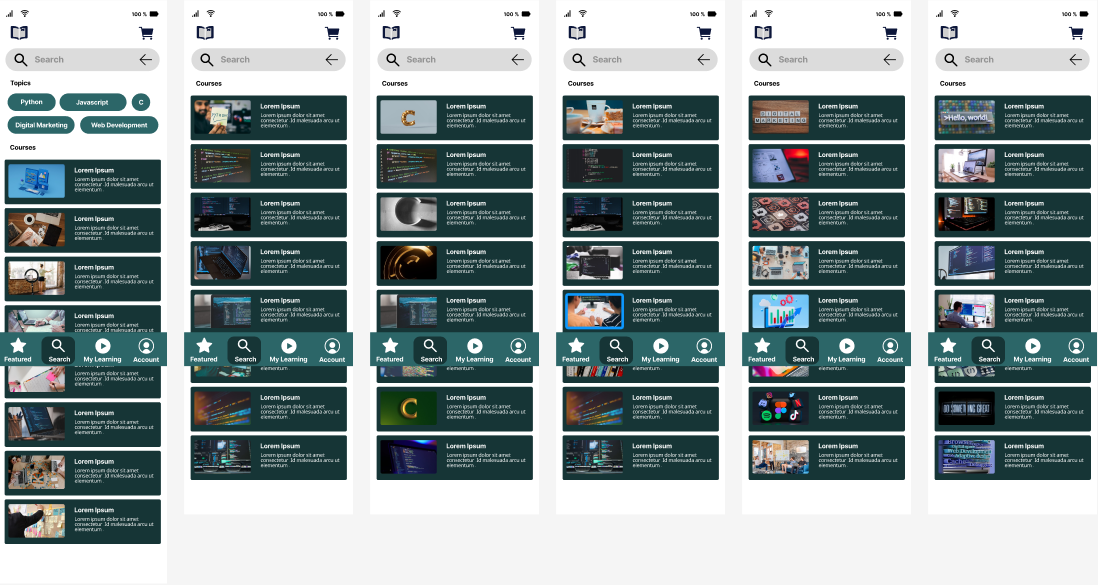 100 %
Search
Topics
Python Javascript C
Digital Marketing Web Development
Courses
Lorem Ipsum
Lorem ipsum dolor sit amet
consectetur .Id malesuada arcu ut
elementum .
Lorem Ipsum
Lorem ipsum dolor sit amet
consectetur .Id malesuada arcu ut
elementum .
Lorem Ipsum
Lorem ipsum dolor sit amet
consectetur .Id malesuada arcu ut
elementum .
Lorem Ipsum
Lorem ipsum dolor sit amet
consectetur .Id malesuada arcu ut
Featured Search My Learning Account
Lorem ipsum dolor sit amet
consectetur .Id malesuada arcu ut
elementum .
Lorem Ipsum
Lorem ipsum dolor sit amet
consectetur .Id malesuada arcu ut
elementum .
Lorem Ipsum
Lorem ipsum dolor sit amet
consectetur .Id malesuada arcu ut
elementum .
Lorem Ipsum
Lorem ipsum dolor sit amet
consectetur .Id malesuada arcu ut
elementum .
100 %
Search
Courses
Lorem Ipsum
Lorem ipsum dolor sit amet
consectetur .Id malesuada arcu ut
elementum .
Lorem Ipsum
Lorem ipsum dolor sit amet
consectetur .Id malesuada arcu ut
elementum .
Lorem Ipsum
Lorem ipsum dolor sit amet
consectetur .Id malesuada arcu ut
elementum .
Lorem Ipsum
Lorem ipsum dolor sit amet
consectetur .Id malesuada arcu ut
elementum .
Lorem Ipsum
Lorem ipsum dolor sit amet
consectetur .Id malesuada arcu ut
elementum .
Featured Search My Learning Account
elementum .
Lorem Ipsum
Lorem ipsum dolor sit amet
consectetur .Id malesuada arcu ut
elementum .
Lorem Ipsum
Lorem ipsum dolor sit amet
consectetur .Id malesuada arcu ut
elementum .
100 %
Search
Courses
C
Lorem Ipsum
Lorem ipsum dolor sit amet
consectetur .Id malesuada arcu ut
elementum .
Lorem Ipsum
Lorem ipsum dolor sit amet
consectetur .Id malesuada arcu ut
elementum .
Lorem Ipsum
Lorem ipsum dolor sit amet
consectetur .Id malesuada arcu ut
elementum .
Lorem Ipsum
Lorem ipsum dolor sit amet
consectetur .Id malesuada arcu ut
elementum .
Lorem Ipsum
Lorem ipsum dolor sit amet
consectetur .Id malesuada arcu ut
elementum .
Featured Search My Learning Account
elementum .
C
Lorem Ipsum
Lorem ipsum dolor sit amet
consectetur .Id malesuada arcu ut
elementum .
Lorem Ipsum
Lorem ipsum dolor sit amet
consectetur .Id malesuada arcu ut
elementum .
100 %
Search
Courses
Lorem Ipsum
Lorem ipsum dolor sit amet
consectetur .Id malesuada arcu ut
elementum .
Lorem Ipsum
Lorem ipsum dolor sit amet
consectetur .Id malesuada arcu ut
elementum .
Lorem Ipsum
Lorem ipsum dolor sit amet
consectetur .Id malesuada arcu ut
elementum .
Lorem Ipsum
Lorem ipsum dolor sit amet
consectetur .Id malesuada arcu ut
elementum .
Lorem Ipsum
Lorem ipsum dolor sit amet
consectetur .Id malesuada arcu ut
elementum .
Featured Search My Learning Account
elementum .
Lorem Ipsum
Lorem ipsum dolor sit amet
consectetur .Id malesuada arcu ut
elementum .
Lorem Ipsum
Lorem ipsum dolor sit amet
consectetur .Id malesuada arcu ut
elementum .
100 %
Search
Courses
DIGITAL
MARKETING
Lorem Ipsum
Lorem ipsum dolor sit amet
consectetur .Id malesuada arcu ut
elementum .
Lorem Ipsum
Lorem ipsum dolor sit amet
consectetur .Id malesuada arcu ut
elementum .
Lorem Ipsum
Lorem ipsum dolor sit amet
consectetur .Id malesuada arcu ut
elementum .
Lorem Ipsum
Lorem ipsum dolor sit amet
consectetur .Id malesuada arcu ut
elementum .
Lorem Ipsum
Lorem ipsum dolor sit amet
consectetur .Id malesuada arcu ut
elementum .
Featured Search My Learning Account
elementum .
Lorem Ipsum
Lorem ipsum dolor sit amet
consectetur .Id malesuada arcu ut
elementum .
Lorem Ipsum
Lorem ipsum dolor sit amet
consectetur .Id malesuada arcu ut
elementum .
100 %
Search
Courses
>Hello, world!
Lorem Ipsum
Lorem ipsum dolor sit amet
consectetur .Id malesuada arcu ut
elementum .
Lorem Ipsum
Lorem ipsum dolor sit amet
consectetur .Id malesuada arcu ut
elementum .
Lorem Ipsum
Lorem ipsum dolor sit amet
consectetur .Id malesuada arcu ut
elementum .
Lorem Ipsum
Lorem ipsum dolor sit amet
consectetur .Id malesuada arcu ut
elementum .
Lorem Ipsum
Lorem ipsum dolor sit amet
consectetur .Id malesuada arcu ut
elementum .
Featured Search My Learning Account
elementum .
Lorem Ipsum
Lorem ipsum dolor sit amet
consectetur .Id malesuada arcu ut
elementum .
Lorem Ipsum
Lorem ipsum dolor sit amet
consectetur .Id malesuada arcu ut
elementum .